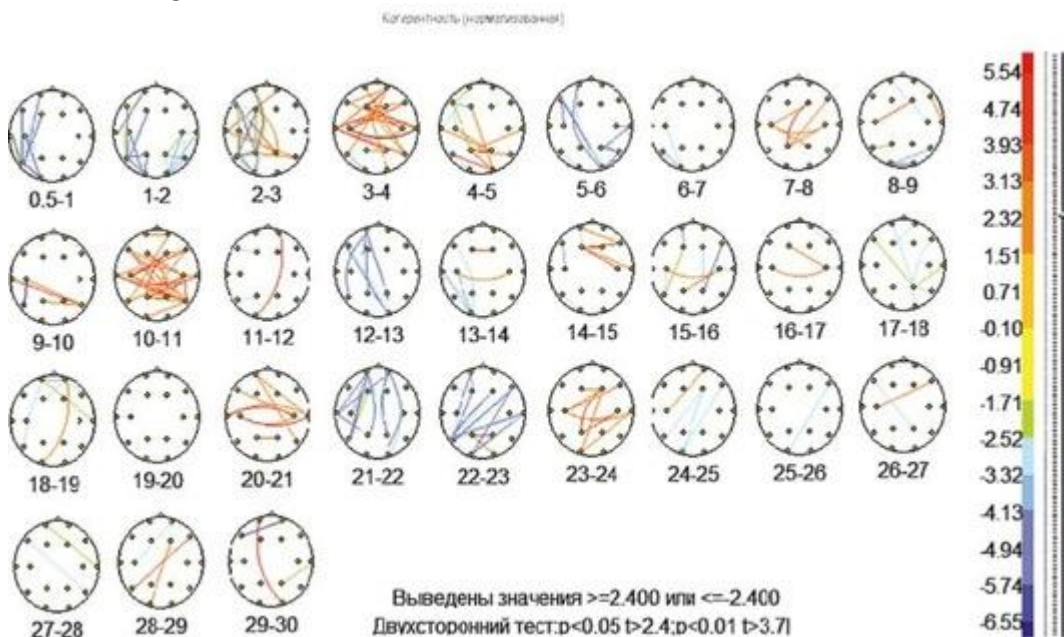 Когерентность (нормализованная)
0.5-1 1-2 2-3 3-4 4-5 5-6 6-7 7-8 8-9
9-10 10-11 11-12 12-13 13-14 14-15 15-16 16-17 17-18
18-19 19-20 20-21 21-22 22-23 23-24 24-25 25-26 26-27
27-28 28-29 29-30
Выведены значения >=2.400 или <=-2.400
Двухсторонний тест:p<0.05 t>2.4;p<0.01 t>3.7
5.54
4.74
3.93
3.13
2.32
1.51
0.71
-0.10
-0.91
-1.71
-2.52
-3.32
-4.13
-4.94
-5.74
-6.55